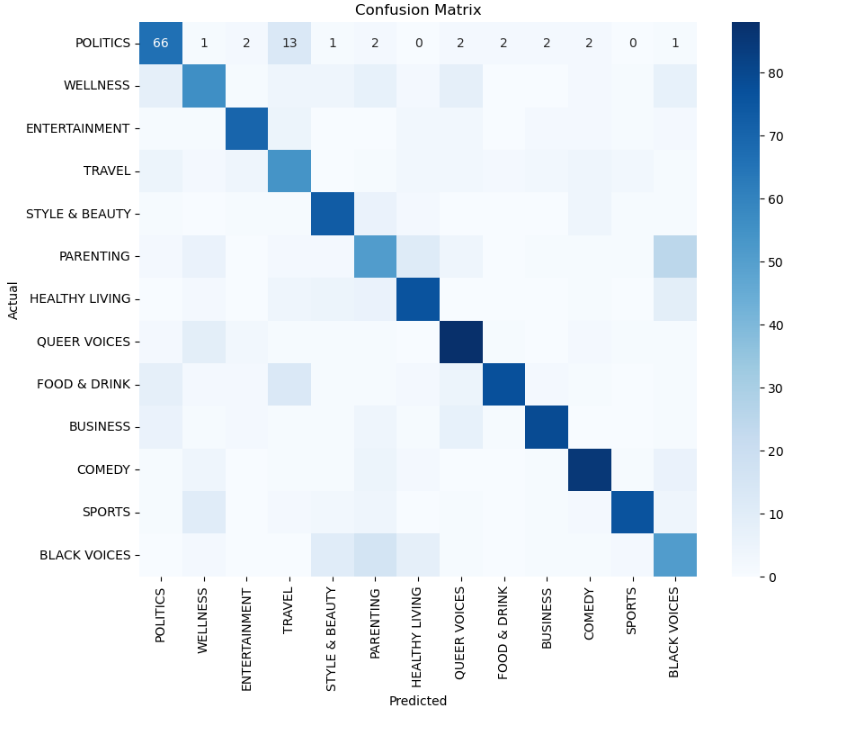 Confusion Matrix
POLITICS 66 1 2 13 1 2 0 2 2 2 2 0 1
WELLNESS
ENTERTAINMENT
TRAVEL
STYLE & BEAUTY
PARENTING
HEALTHY LIVING
QUEER VOICES
FOOD & DRINK
BUSINESS
COMEDY
SPORTS
BLACK VOICES
Actual
POLITICS
WELLNESS
ENTERTAINMENT
TRAVEL
STYLE & BEAUTY
PARENTING
HEALTHY LIVING
QUEER VOICES
FOOD & DRINK
BUSINESS
COMEDY
SPORTS
BLACK VOICES
Predicted
80
70
60
50
40
30
20
10
0